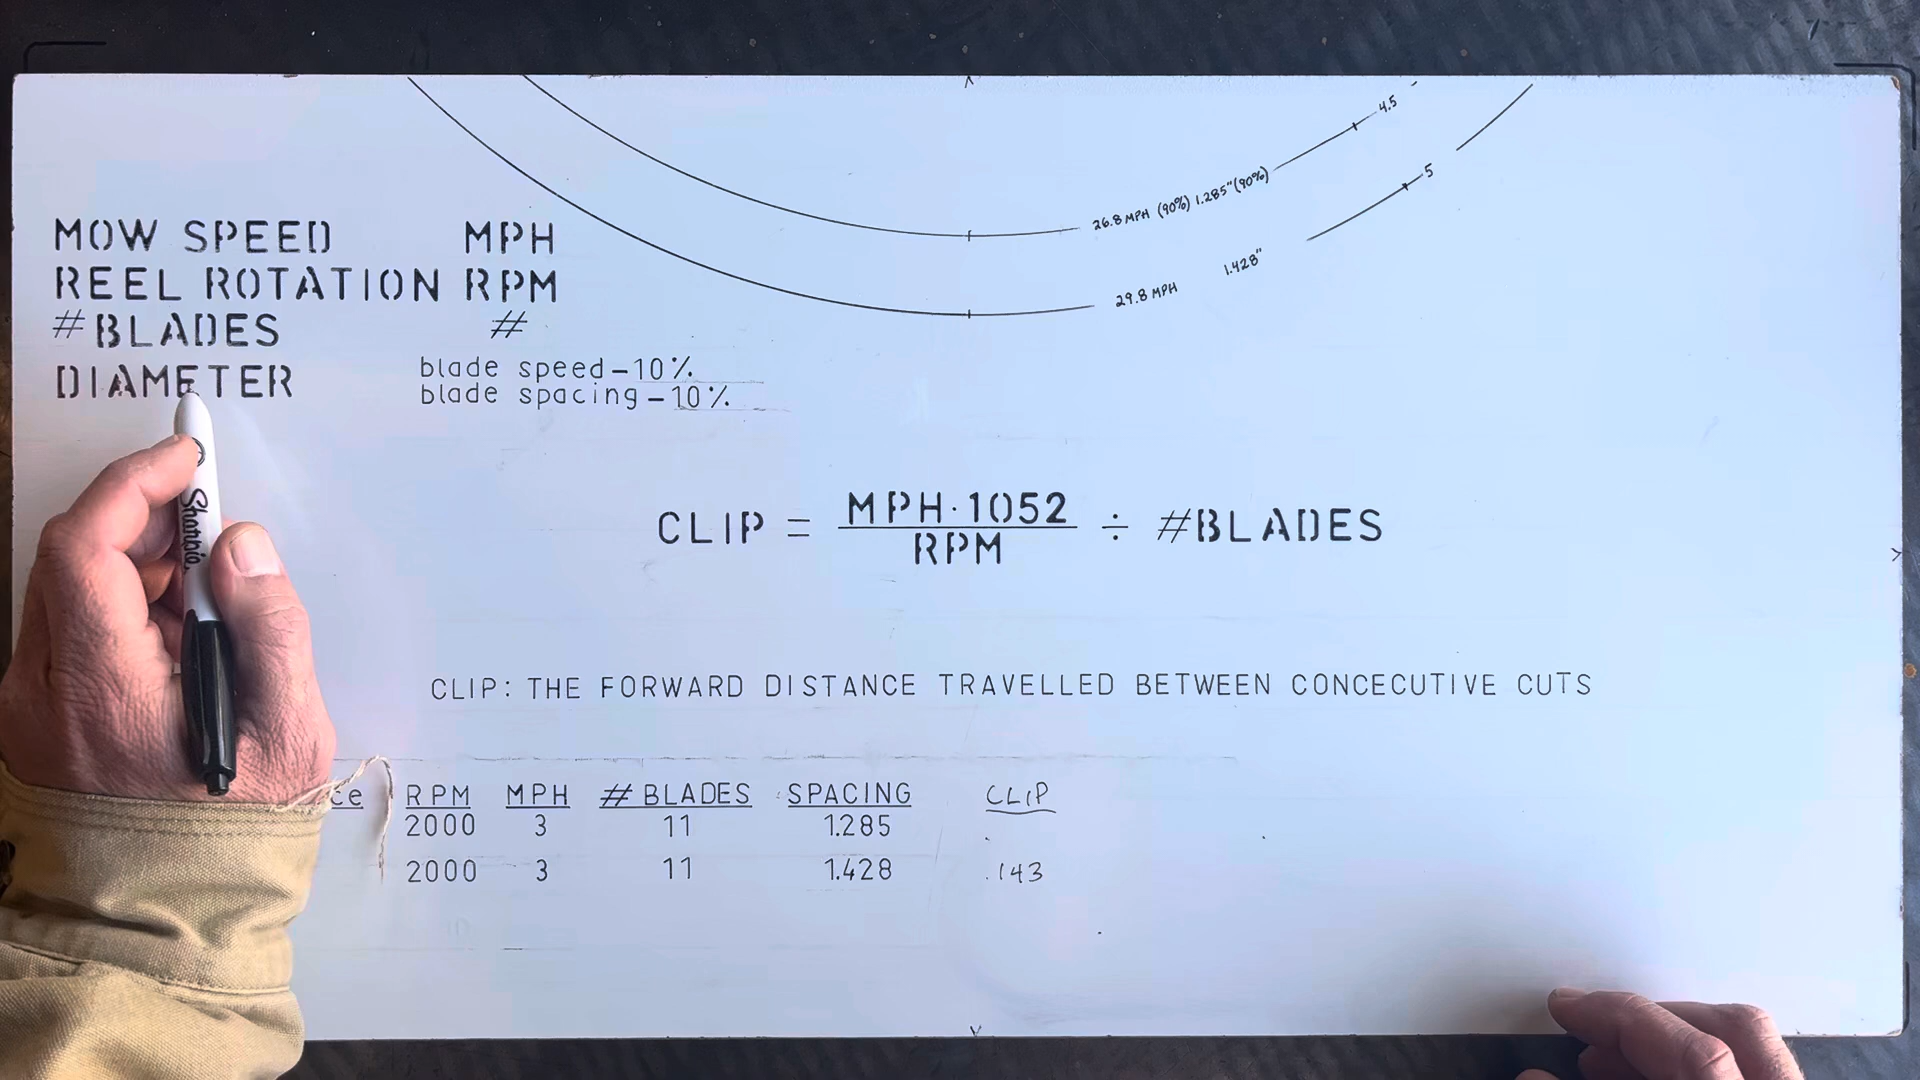 4.5
26.8 MPH (90%) 1.285"(90%)
5
1.428"
29.8 MPH
MOW SPEED MPH
REEL ROTATION RPM
#BLADES #
DIAMETER
blade speed-10%
blade spacing-10%
CLIP = MPH·1052
RPM ÷ #BLADES
Sharpie
CLIP: THE FORWARD DISTANCE TRAVELLED BETWEEN CONCECUTIVE CUTS
RPM MPH # BLADES SPACING CLIP
2000 3 11 1.285
2000 3 11 1.428 .143